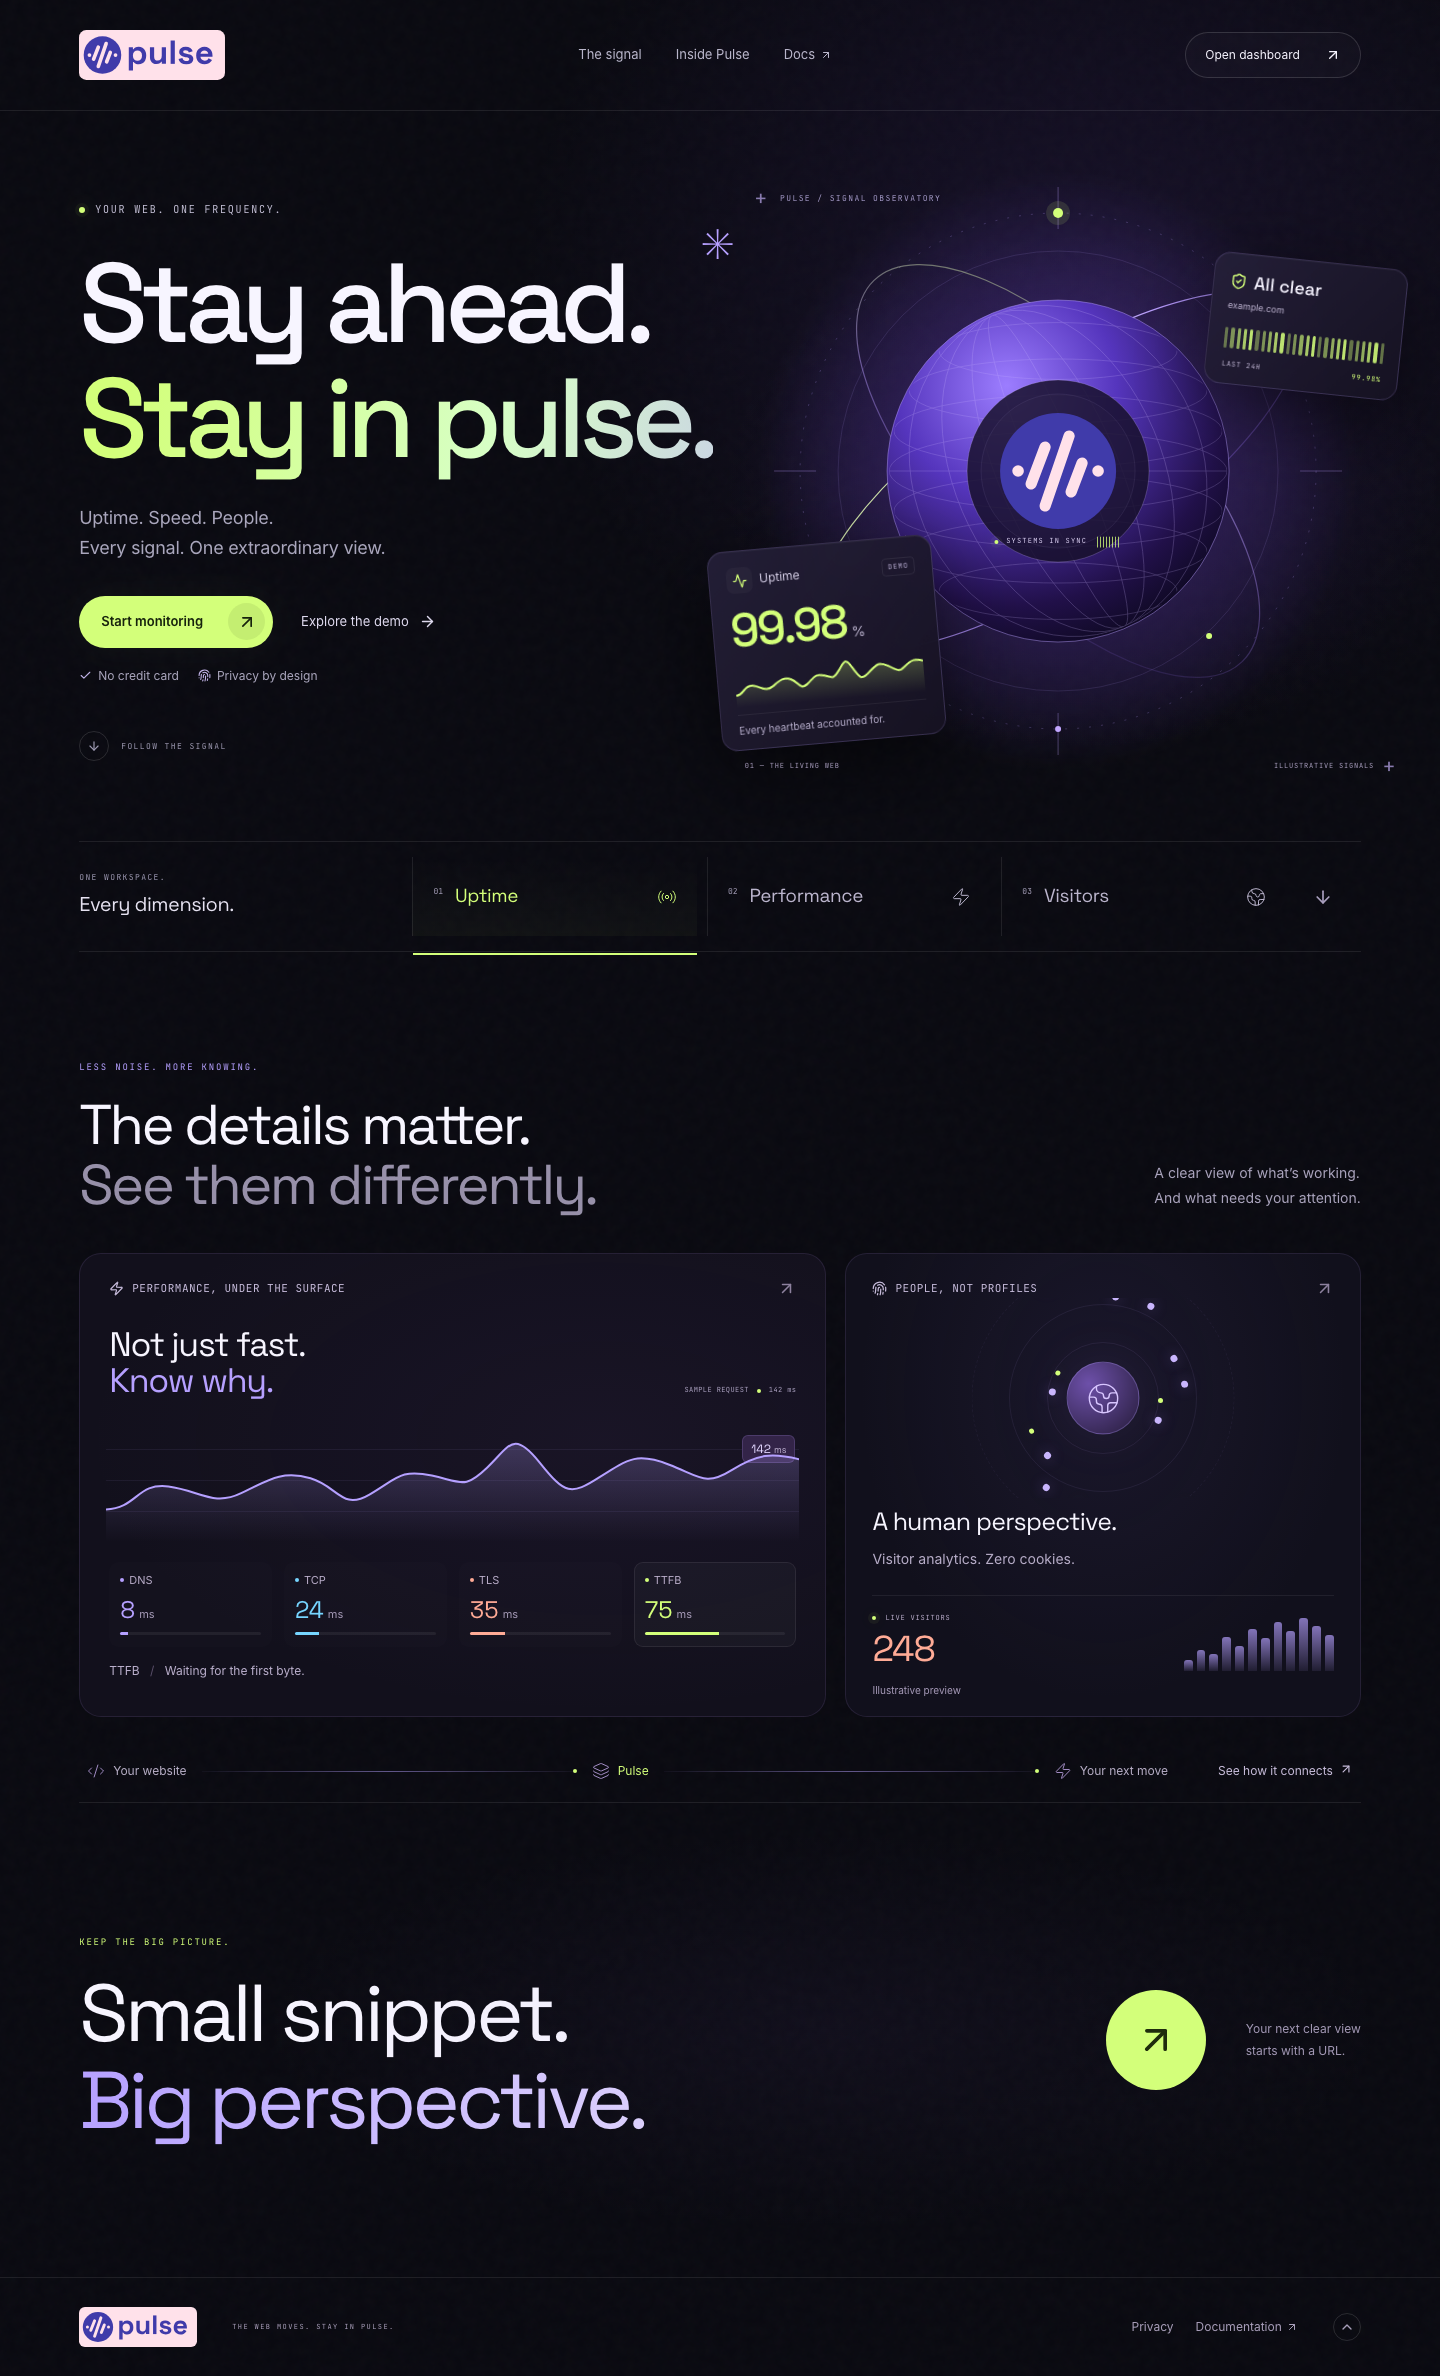 pulse
The signal
Inside Pulse
Docs
Open dashboard
YOUR WEB. ONE FREQUENCY.
Stay ahead.
Stay in pulse.
Uptime. Speed. People.
Every signal. One extraordinary view.
Start monitoring
Explore the demo
No credit card
Privacy by design
FOLLOW THE SIGNAL
PULSE / SIGNAL OBSERVATORY
All clear
example.com
LAST 24H
99.98%
SYSTEMS IN SYNC
Uptime
DEMO
99.98 %
Every heartbeat accounted for.
01 — THE LIVING WEB
ILLUSTRATIVE SIGNALS
ONE WORKSPACE.
Every dimension.
01 Uptime
02 Performance
03 Visitors
LESS NOISE. MORE KNOWING.
The details matter.
See them differently.
A clear view of what's working.
And what needs your attention.
PERFORMANCE, UNDER THE SURFACE
Not just fast.
Know why.
SAMPLE REQUEST 142 ms
142 ms
DNS
8 ms
TCP
24 ms
TLS
35 ms
TTFB
75 ms
TTFB / Waiting for the first byte.
PEOPLE, NOT PROFILES
A human perspective.
Visitor analytics. Zero cookies.
LIVE VISITORS
248
Illustrative preview
Your website
Pulse
Your next move
See how it connects
KEEP THE BIG PICTURE.
Small snippet.
Big perspective.
Your next clear view
starts with a URL.
pulse
THE WEB MOVES. STAY IN PULSE.
Privacy
Documentation